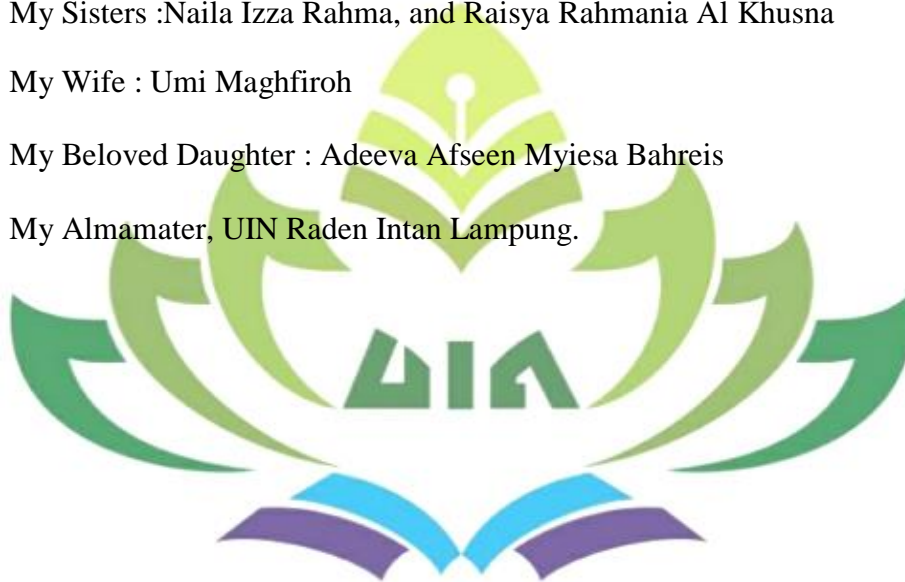 My Sisters :Naila Izza Rahma, and Raisya Rahmania Al Khusna
My Wife : Umi Maghfiroh
My Beloved Daughter : Adeeva Afseen Myiesa Bahreis
My Almamater, UIN Raden Intan Lampung.
UIN